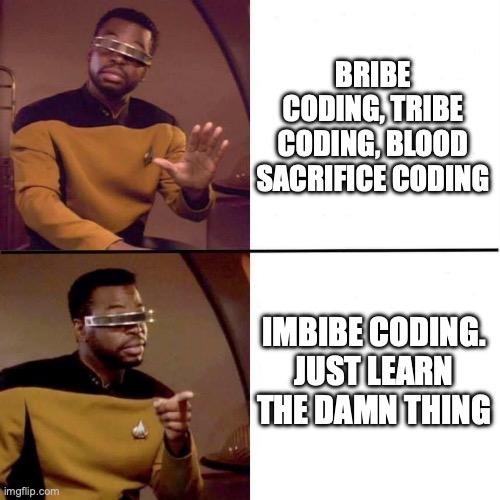 BRIBE
CODING, TRIBE
CODING, BLOOD
SACRIFICE CODING
IMBIBE CODING.
JUST LEARN
THE DAMN THING
imgflip.com